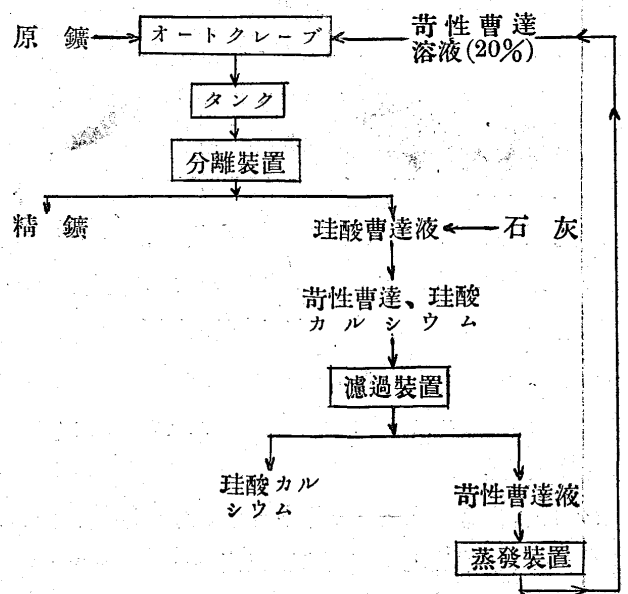 原鑛
オートクレーブ
苛性曹達
溶液(20%)
タンク
分離裝置
精鑛
珪酸曹達液
石灰
苛性曹達、珪酸
カルシウム
濾過裝置
珪酸カル
シウム
苛性曹達液
蒸發裝置